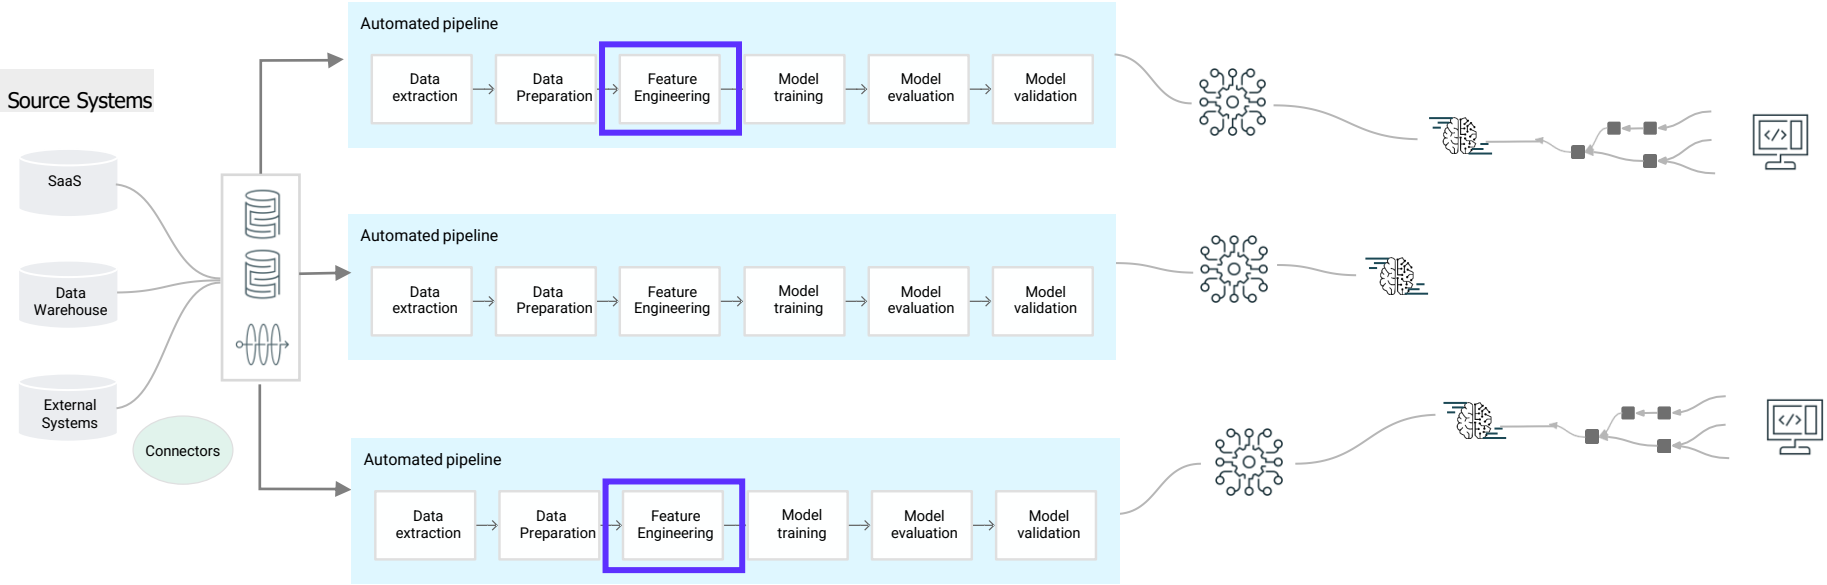 Source Systems
SaaS
Data
Warehouse
External
Systems
Connectors
Automated pipeline
Data
extraction
Data
Preparation
Feature
Engineering
Model
training
Model
evaluation
Model
validation
</>
Automated pipeline
Data
extraction
Data
Preparation
Feature
Engineering
Model
training
Model
evaluation
Model
validation
Automated pipeline
Data
extraction
Data
Preparation
Feature
Engineering
Model
training
Model
evaluation
Model
validation
</>